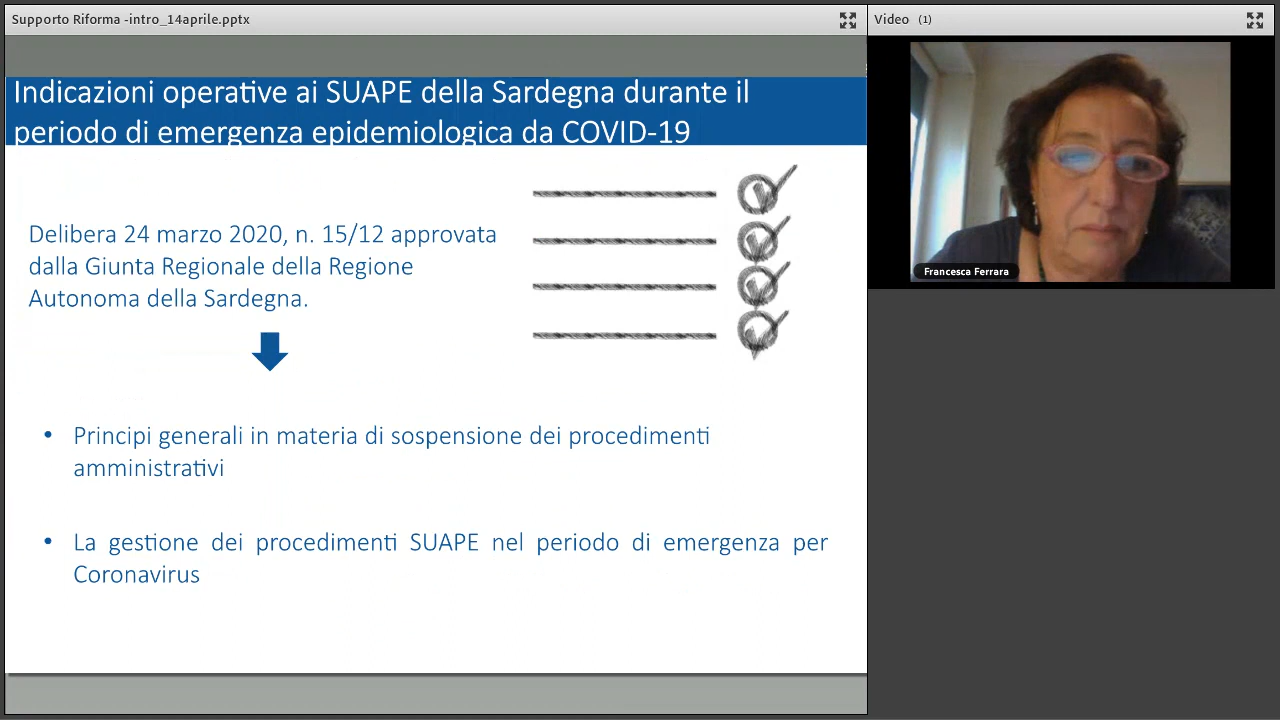 Supporto Riforma -intro_14aprile.pptx
Video (1)
Indicazioni operative ai SUAPE della Sardegna durante il
periodo di emergenza epidemiologica da COVID-19
Delibera 24 marzo 2020, n. 15/12 approvata
dalla Giunta Regionale della Regione
Autonoma della Sardegna.
• Principi generali in materia di sospensione dei procedimenti
amministrativi
• La gestione dei procedimenti SUAPE nel periodo di emergenza per
Coronavirus
Francesca Ferrara